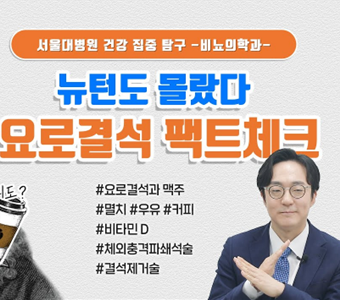 서울대병원 건강 집중 탐구 -비뇨의학과-
뉴턴도 몰랐다
요로결석 팩트체크
#요로결석과 맥주
#멸치 #우유 #커피
#비타민 D
#체외충격파쇄석술
#결석제거술